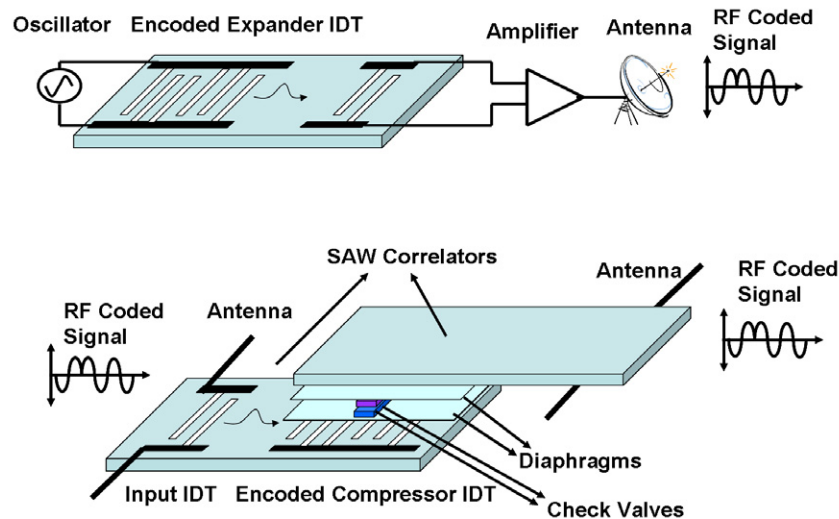 Oscillator
Encoded Expander IDT
Amplifier
Antenna
RF Coded
Signal
SAW Correlators
Antenna
RF Coded
Signal
RF Coded
Signal
Antenna
Diaphragms
Input IDT
Encoded Compressor IDT
Check Valves